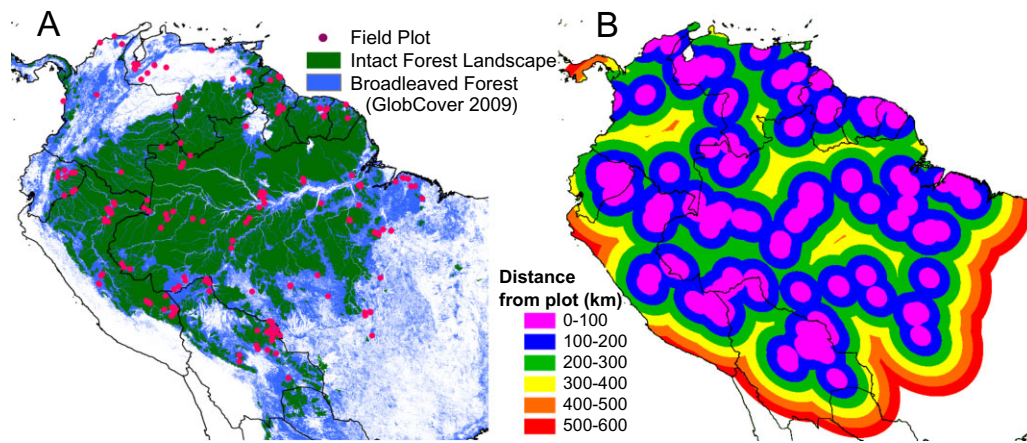 A
Field Plot
Intact Forest Landscape
Broadleaved Forest
(GlobCover 2009)
B
Distance
from plot (km)
0-100
100-200
200-300
300-400
400-500
500-600